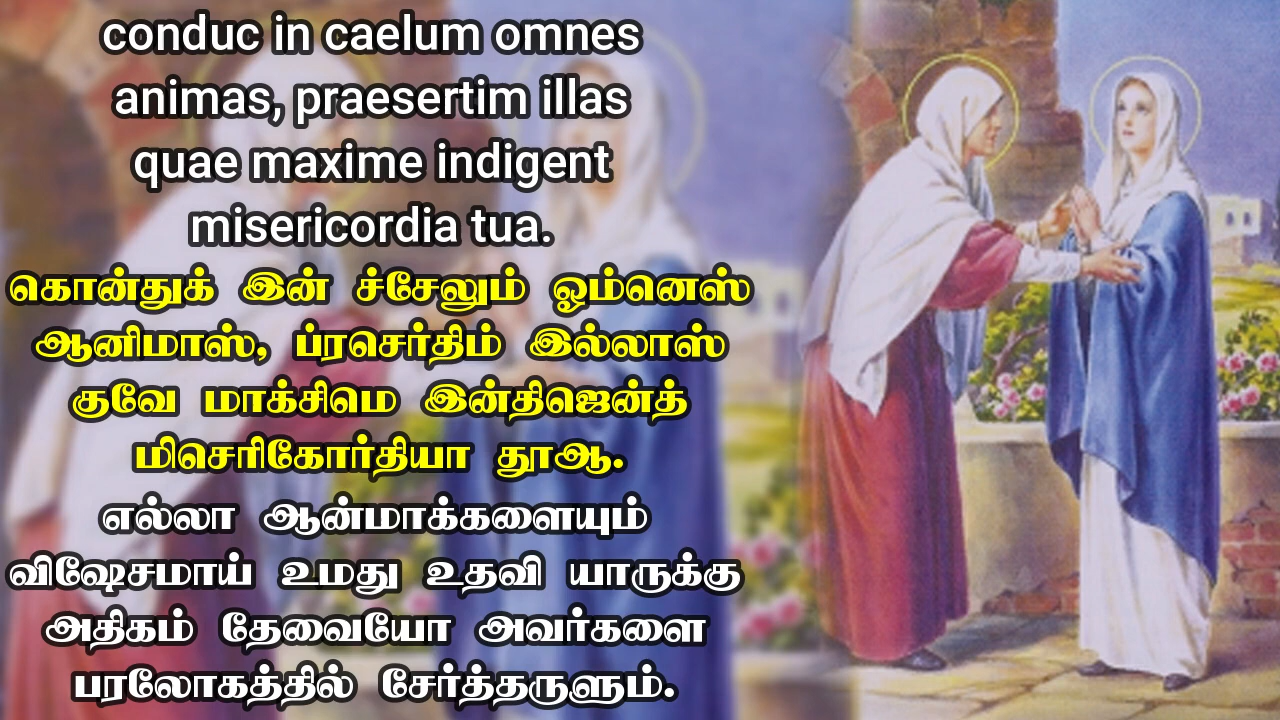 conduc in caelum omnes
animas, praesertim illas
quae maxime indigent
misericordia tua.
கொன்துக் இன் ச்சேலும் ஓம்னெஸ்
ஆனிமாஸ், ப்ரசெர்திம் இல்லாஸ்
குவே மாக்சிமெ இன்திஜென்த்
மிசெரிகோர்தியா தூஆ.
எல்லா ஆன்மாக்களையும்
விஷேசமாய் உமது உதவி யாருக்கு
அதிகம் தேவையோ அவர்களை
பரலோகத்தில் சேர்த்தருளும்.